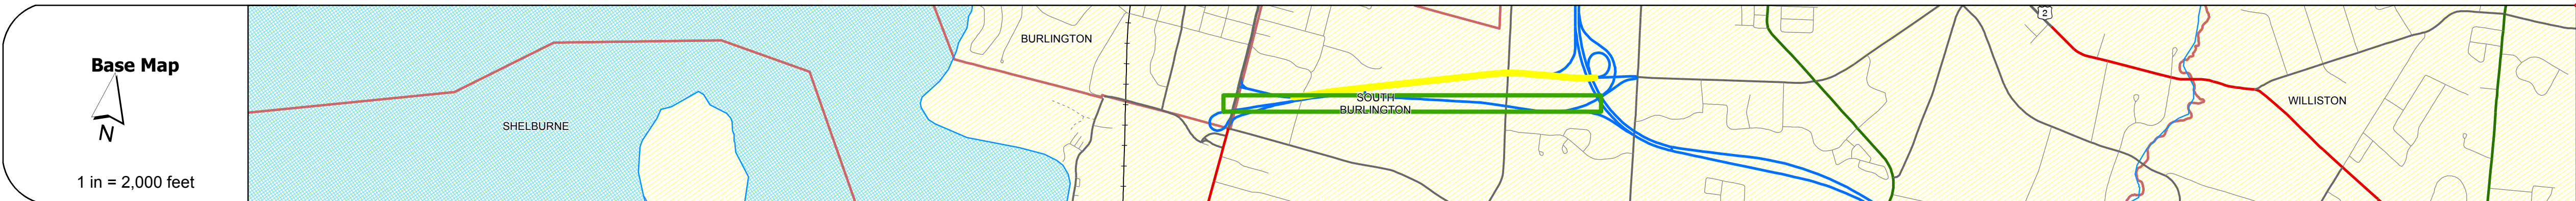 Base Map
N
1 in = 2,000 feet
SHELBURNE
BURLINGTON
SOUTH
BURLINGTON
2
WILLISTON